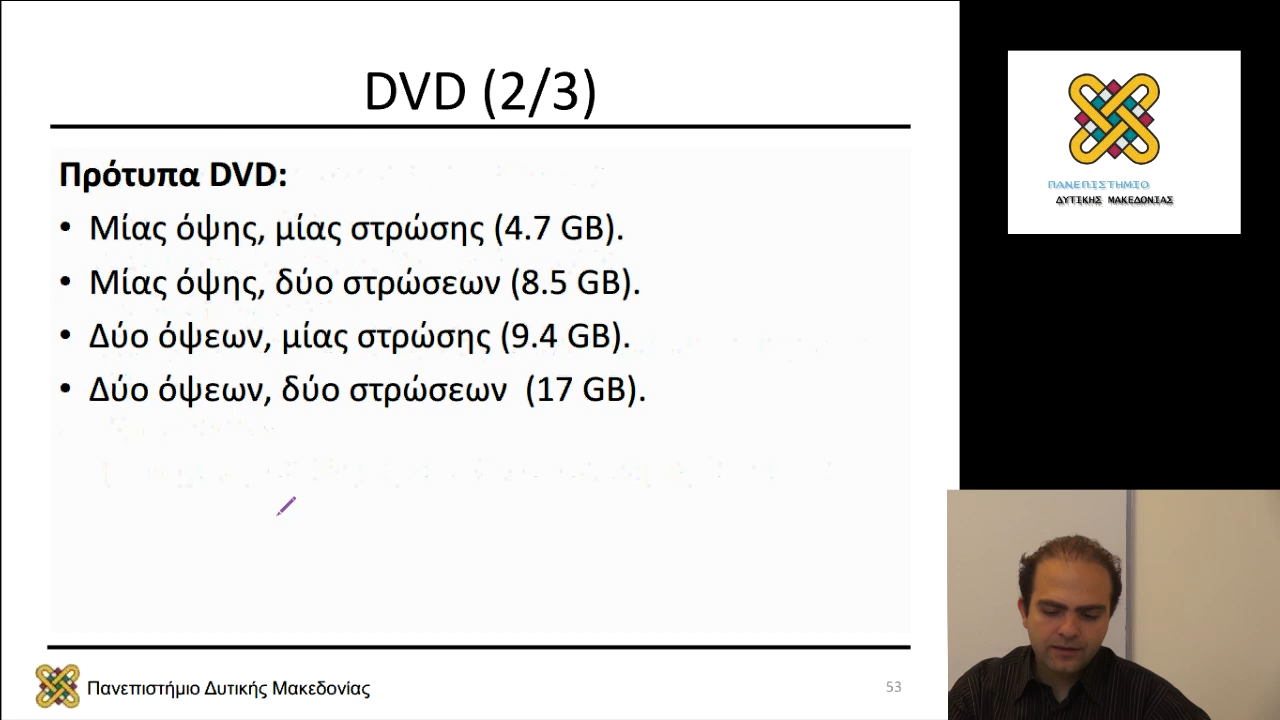 DVD (2/3)
Πρότυπα DVD:
• Μίας όψης, μίας στρώσης (4.7 GB).
• Μίας όψης, δύο στρώσεων (8.5 GB).
• Δύο όψεων, μίας στρώσης (9.4 GB).
• Δύο όψεων, δύο στρώσεων (17 GB).
Πανεπιστήμιο Δυτικής Μακεδονίας
53
ΠΑΝΕΠΙΣΤΗΜΙΟ
ΔΥΤΙΚΗΣ ΜΑΚΕΔΟΝΙΑΣ